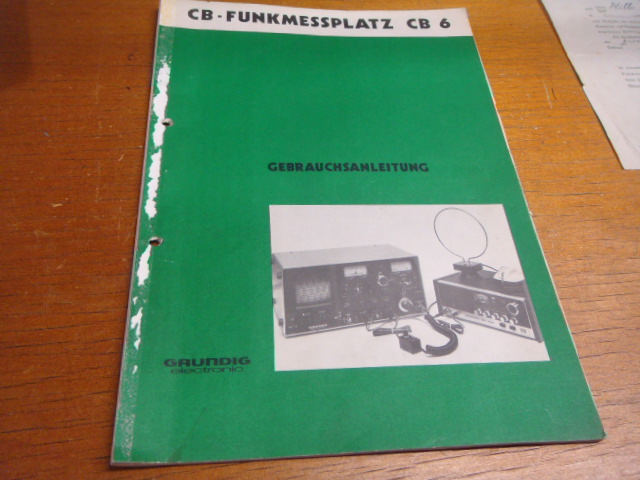 CB-FUNKMESSPLATZ CB 6
GEBRAUCHSANLEITUNG
GRUNDIG
electronic